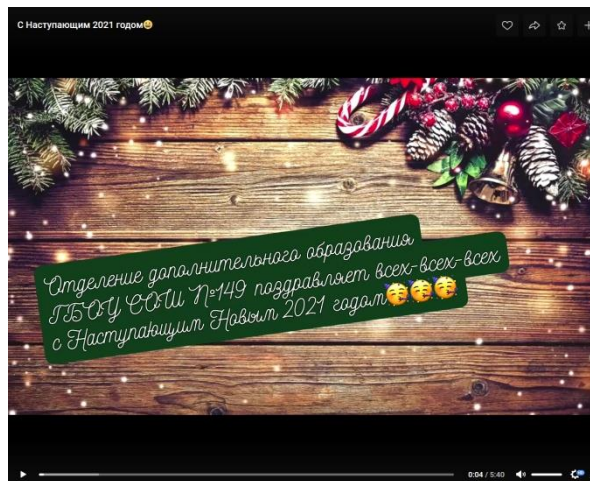 С Наступающим 2021 годом😀
Отделение дополнительного образования
ГБОУ СОШ №149 поздравляет всех-всех-всех
с Наступающим Новым 2021 годом🥳🥳🥳
0:04 / 5:40